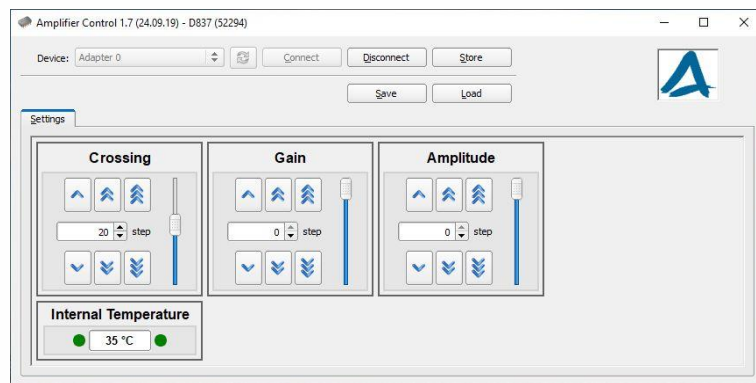 Amplifier Control 1.7 (24.09.19) - D837 (52294)
Device: Adapter 0 Connect Disconnect Store
Save Load
Settings
Crossing Gain Amplitude
20 step 0 step 0 step
Internal Temperature
35 °C